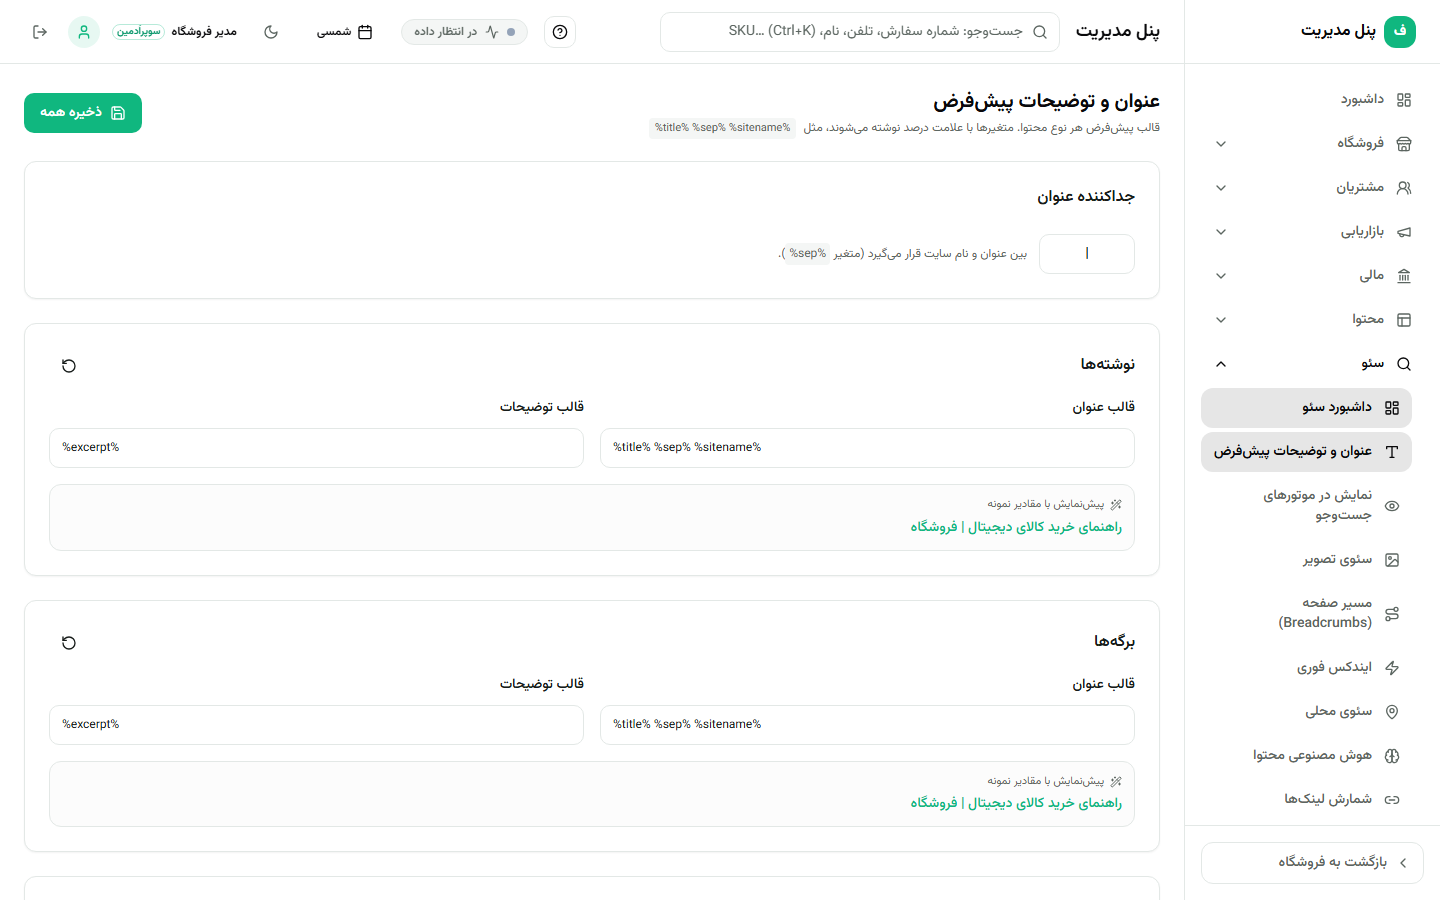 ف
پنل مدیریت
پنل مدیریت
جست‌وجو: شماره سفارش، تلفن، نام، SKU... (Ctrl+K)
در انتظار داده
شمسی
مدیر فروشگاه
سوپرادمین
داشبورد
فروشگاه
مشتریان
بازاریابی
مالی
محتوا
سئو
داشبورد سئو
عنوان و توضیحات پیش‌فرض
نمایش در موتورهای
جست‌وجو
سئوی تصویر
مسیر صفحه
(Breadcrumbs)
ایندکس فوری
سئوی محلی
هوش مصنوعی محتوا
شمارش لینک‌ها
بازگشت به فروشگاه
عنوان و توضیحات پیش‌فرض
قالب پیش‌فرض هر نوع محتوا. متغیرها با علامت درصد نوشته می‌شوند، مثل %title% %sep% %sitename%
ذخیره همه
جداکننده عنوان
|
بین عنوان و نام سایت قرار می‌گیرد (متغیر %sep% ).
نوشته‌ها
قالب عنوان
قالب توضیحات
%title% %sep% %sitename%
%excerpt%
پیش‌نمایش با مقادیر نمونه
راهنمای خرید کالای دیجیتال | فروشگاه
برگه‌ها
قالب عنوان
قالب توضیحات
%title% %sep% %sitename%
%excerpt%
پیش‌نمایش با مقادیر نمونه
راهنمای خرید کالای دیجیتال | فروشگاه